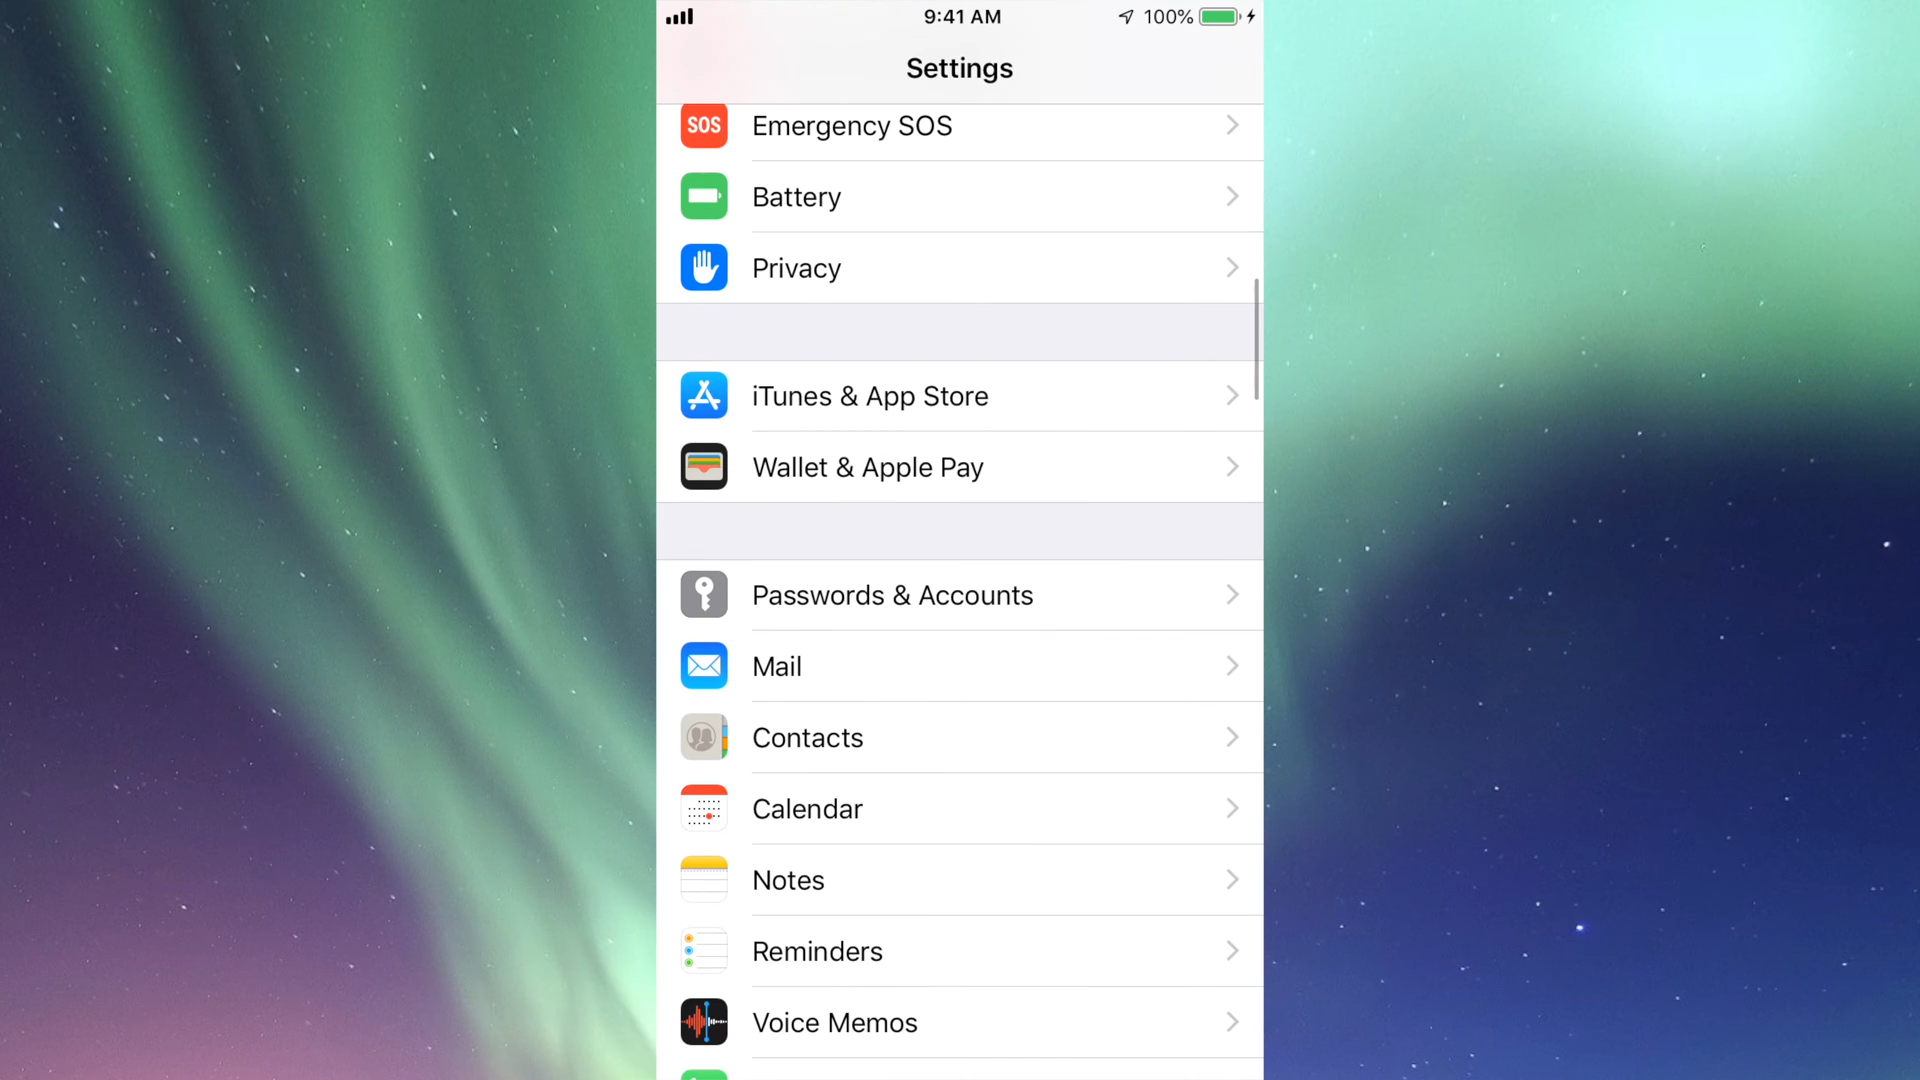 9:41 AM
100%
Settings
SOS Emergency SOS
Battery
Privacy
iTunes & App Store
Wallet & Apple Pay
Passwords & Accounts
Mail
Contacts
Calendar
Notes
Reminders
Voice Memos